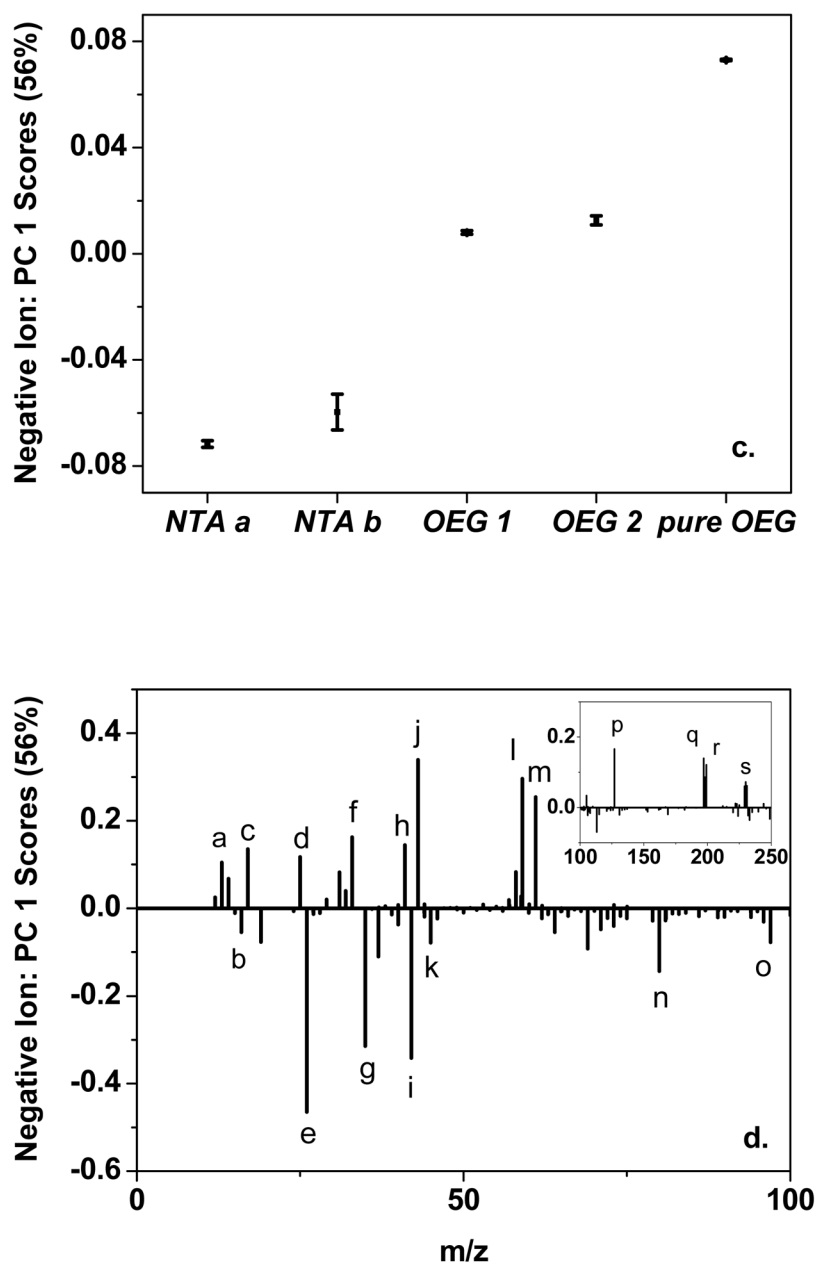 Negative Ion: PC 1 Scores (56%)
0.08
0.04
0.00
-0.04
-0.08
c.
NTA a NTA b OEG 1 OEG 2 pure OEG
Negative Ion: PC 1 Scores (56%)
0.4
0.2
0.0
-0.2
-0.4
-0.6
a
b
c
d
e
f
g
h
i
j
k
l
m
n
o
0.2
0.0
p
q
r
s
100 150 200 250
d.
0 50 100
m/z